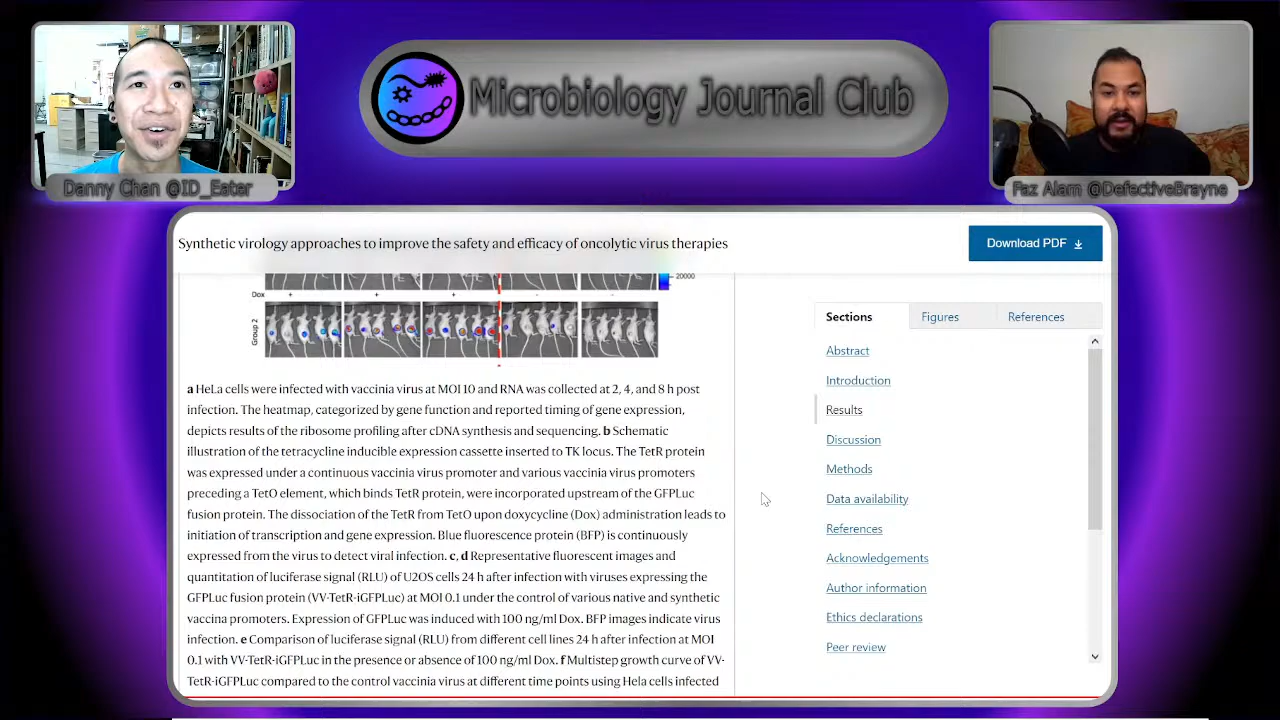 Microbiology Journal Club
Danny Chan @ID_Eater
Faz Alam @DefectiveBrayne
Synthetic virology approaches to improve the safety and efficacy of oncolytic virus therapies
Download PDF
20000
Dox + + + - -
Group 2
a HeLa cells were infected with vaccinia virus at MOI 10 and RNA was collected at 2, 4, and 8 h post
infection. The heatmap, categorized by gene function and reported timing of gene expression,
depicts results of the ribosome profiling after cDNA synthesis and sequencing. b Schematic
illustration of the tetracycline inducible expression cassette inserted to TK locus. The TetR protein
was expressed under a continuous vaccinia virus promoter and various vaccinia virus promoters
preceding a TetO element, which binds TetR protein, were incorporated upstream of the GFPLuc
fusion protein. The dissociation of the TetR from TetO upon doxycycline (Dox) administration leads to
initiation of transcription and gene expression. Blue fluorescence protein (BFP) is continuously
expressed from the virus to detect viral infection. c, d Representative fluorescent images and
quantitation of luciferase signal (RLU) of U2OS cells 24 h after infection with viruses expressing the
GFPLuc fusion protein (VV-TetR-iGFPLuc) at MOI 0.1 under the control of various native and synthetic
vaccinia promoters. Expression of GFPLuc was induced with 100 ng/ml Dox. BFP images indicate virus
infection. e Comparison of luciferase signal (RLU) from different cell lines 24 h after infection at MOI
0.1 with VV-TetR-iGFPLuc in the presence or absence of 100 ng/ml Dox. f Multistep growth curve of VV-
TetR-iGFPLuc compared to the control vaccinia virus at different time points using Hela cells infected
Sections
Figures
References
Abstract
Introduction
Results
Discussion
Methods
Data availability
References
Acknowledgements
Author information
Ethics declarations
Peer review